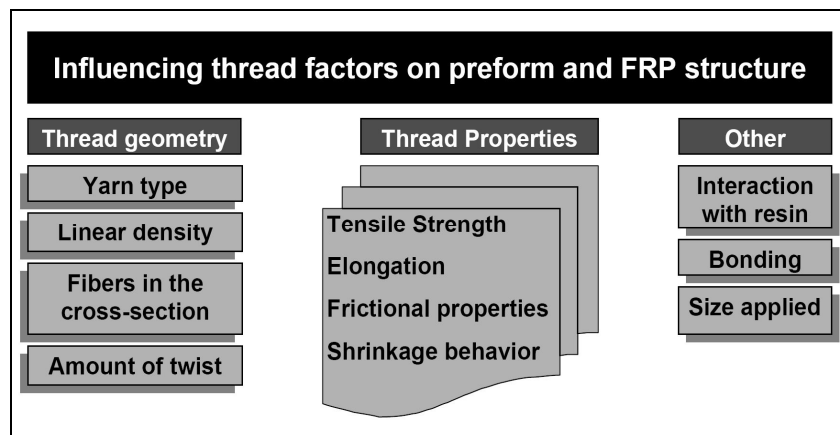 Influencing thread factors on preform and FRP structure
Thread geometry
Yarn type
Linear density
Fibers in the
cross-section
Amount of twist
Thread Properties
Tensile Strength
Elongation
Frictional properties
Shrinkage behavior
Other
Interaction
with resin
Bonding
Size applied